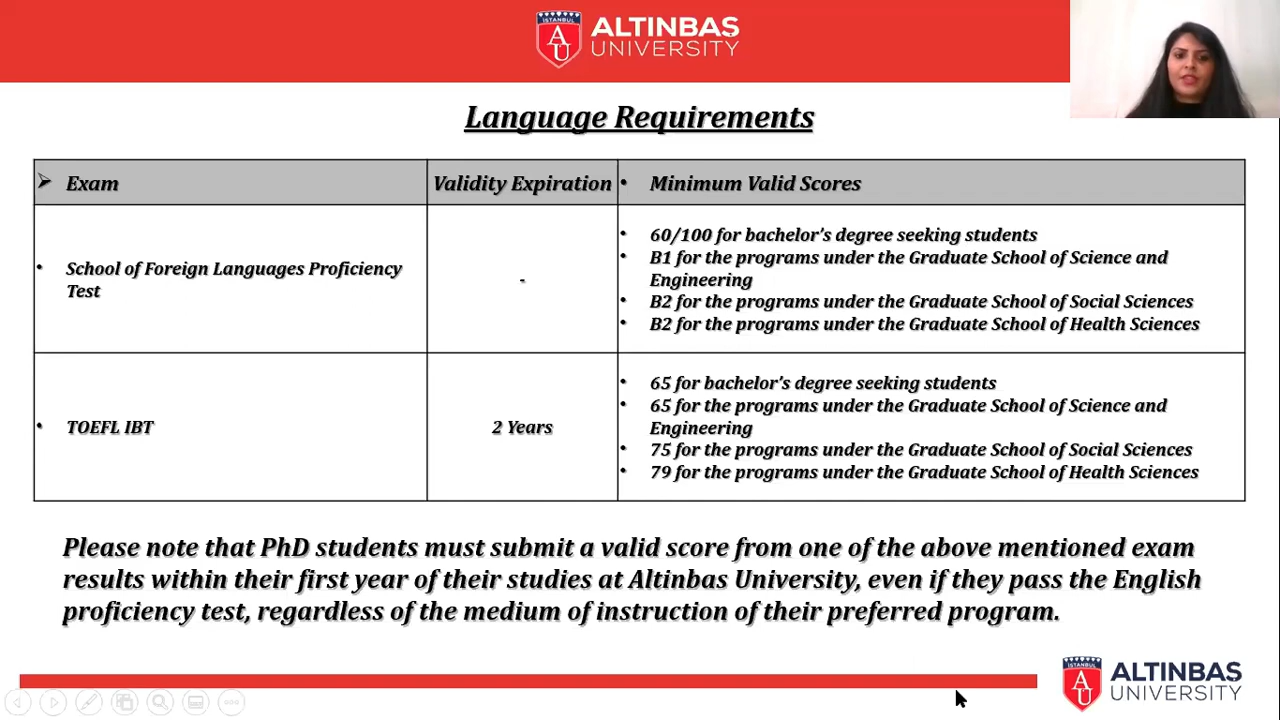 ISTANBUL
AU
ALTINBAS
UNIVERSITY
Language Requirements
Exam
Validity Expiration
Minimum Valid Scores
School of Foreign Languages Proficiency
Test
-
60/100 for bachelor's degree seeking students
B1 for the programs under the Graduate School of Science and
Engineering
B2 for the programs under the Graduate School of Social Sciences
B2 for the programs under the Graduate School of Health Sciences
TOEFL IBT
2 Years
65 for bachelor's degree seeking students
65 for the programs under the Graduate School of Science and
Engineering
75 for the programs under the Graduate School of Social Sciences
79 for the programs under the Graduate School of Health Sciences
Please note that PhD students must submit a valid score from one of the above mentioned exam
results within their first year of their studies at Altinbas University, even if they pass the English
proficiency test, regardless of the medium of instruction of their preferred program.
ISTANBUL
AU
ALTINBAS
UNIVERSITY